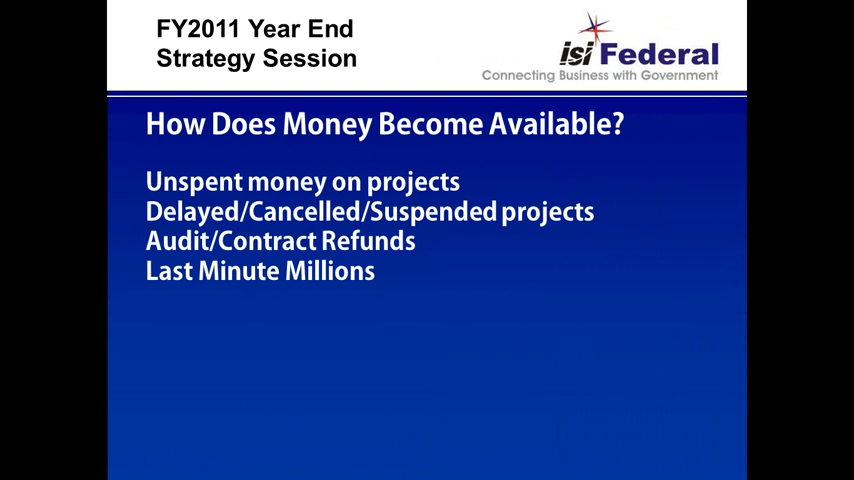 FY2011 Year End
Strategy Session
isi Federal
Connecting Business with Government
How Does Money Become Available?
Unspent money on projects
Delayed/Cancelled/Suspended projects
Audit/Contract Refunds
Last Minute Millions